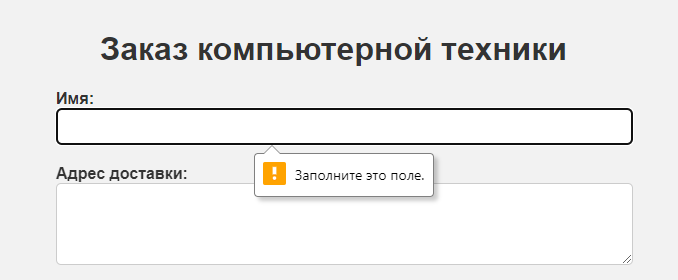 Заказ компьютерной техники
Имя:
Заполните это поле.
Адрес доставки: